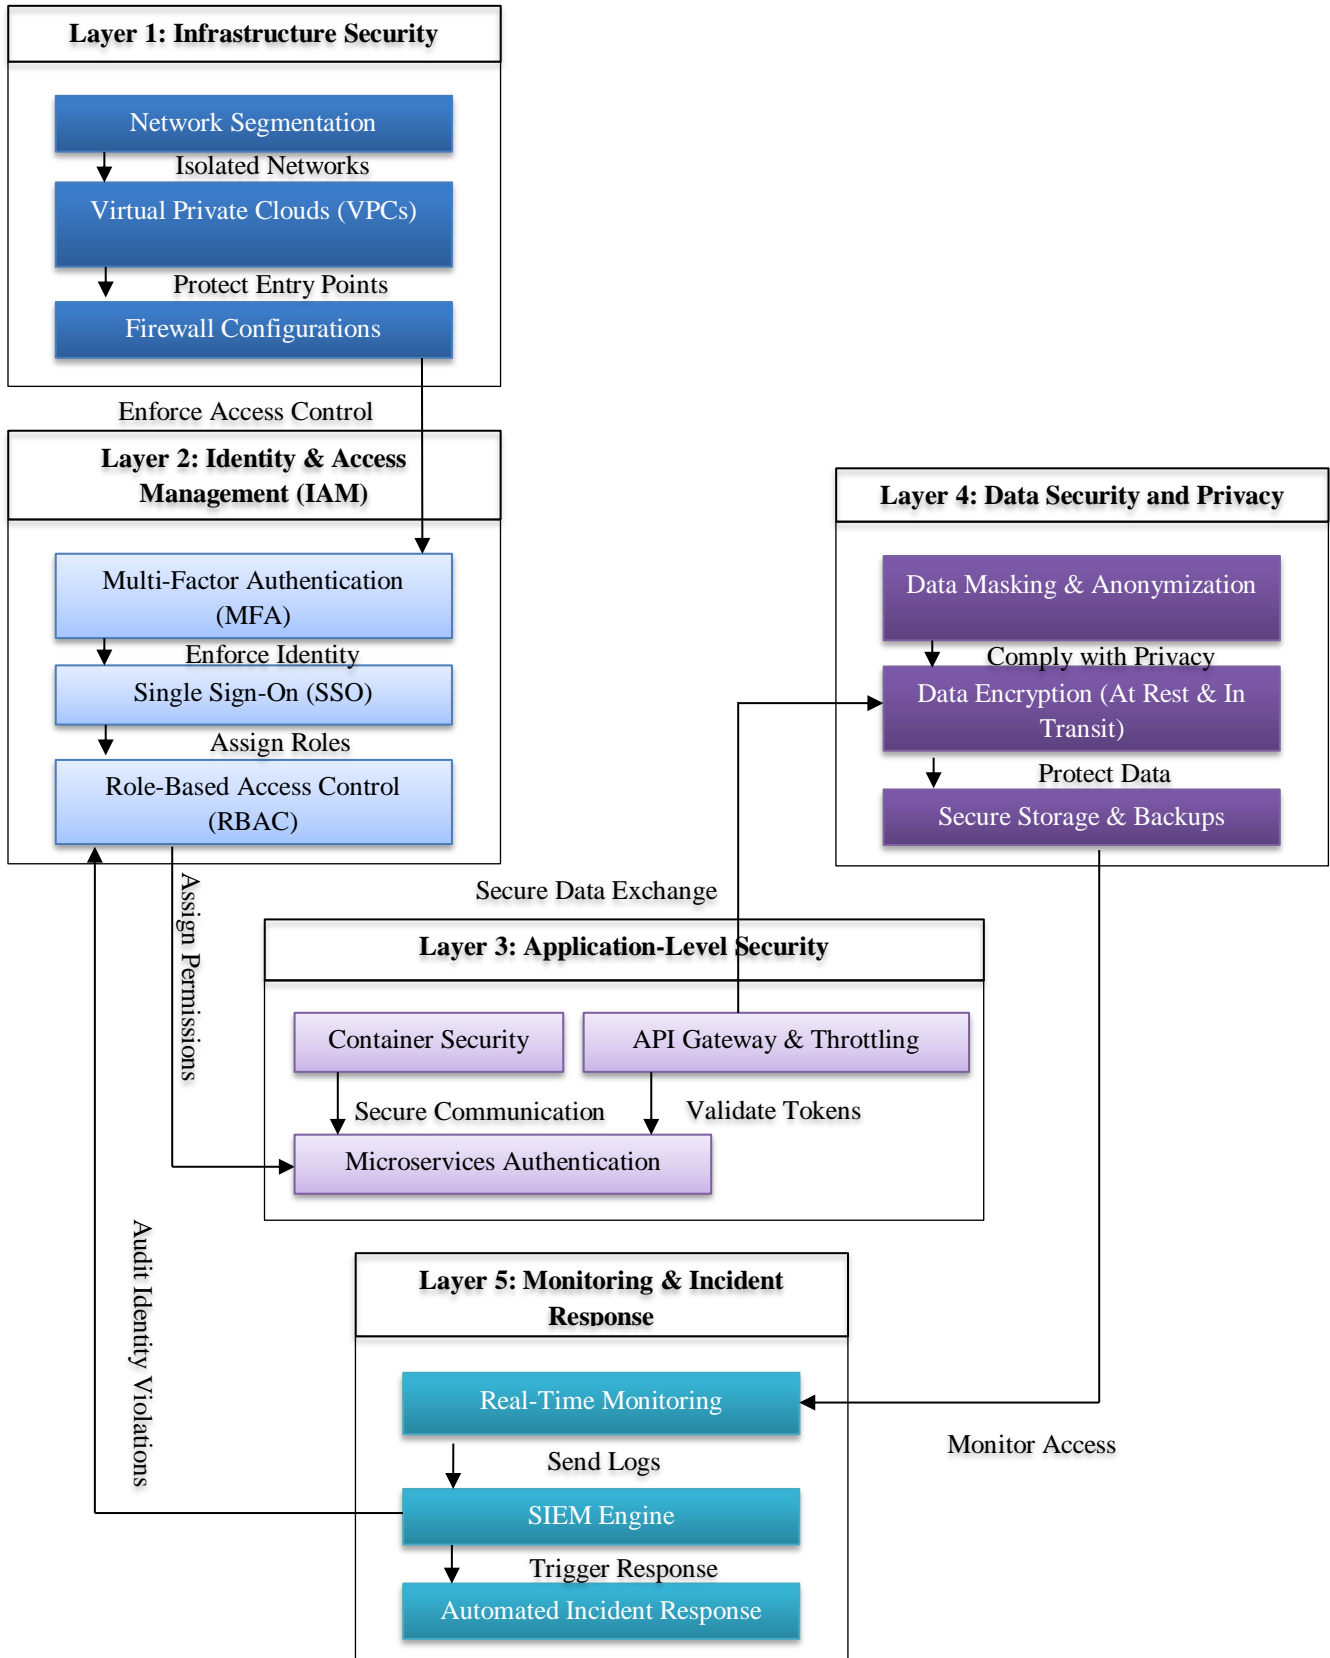 Layer 1: Infrastructure Security
Network Segmentation
Isolated Networks
Virtual Private Clouds (VPCs)
Protect Entry Points
Firewall Configurations
Enforce Access Control
Layer 2: Identity & Access
Management (IAM)
Multi-Factor Authentication
(MFA)
Enforce Identity
Single Sign-On (SSO)
Assign Roles
Role-Based Access Control
(RBAC)
Assign Permissions
Layer 4: Data Security and Privacy
Data Masking & Anonymization
Comply with Privacy
Data Encryption (At Rest & In
Transit)
Protect Data
Secure Storage & Backups
Secure Data Exchange
Layer 3: Application-Level Security
Container Security
API Gateway & Throttling
Secure Communication
Validate Tokens
Microservices Authentication
Audit Identity Violations
Layer 5: Monitoring & Incident
Response
Real-Time Monitoring
Monitor Access
Send Logs
SIEM Engine
Trigger Response
Automated Incident Response